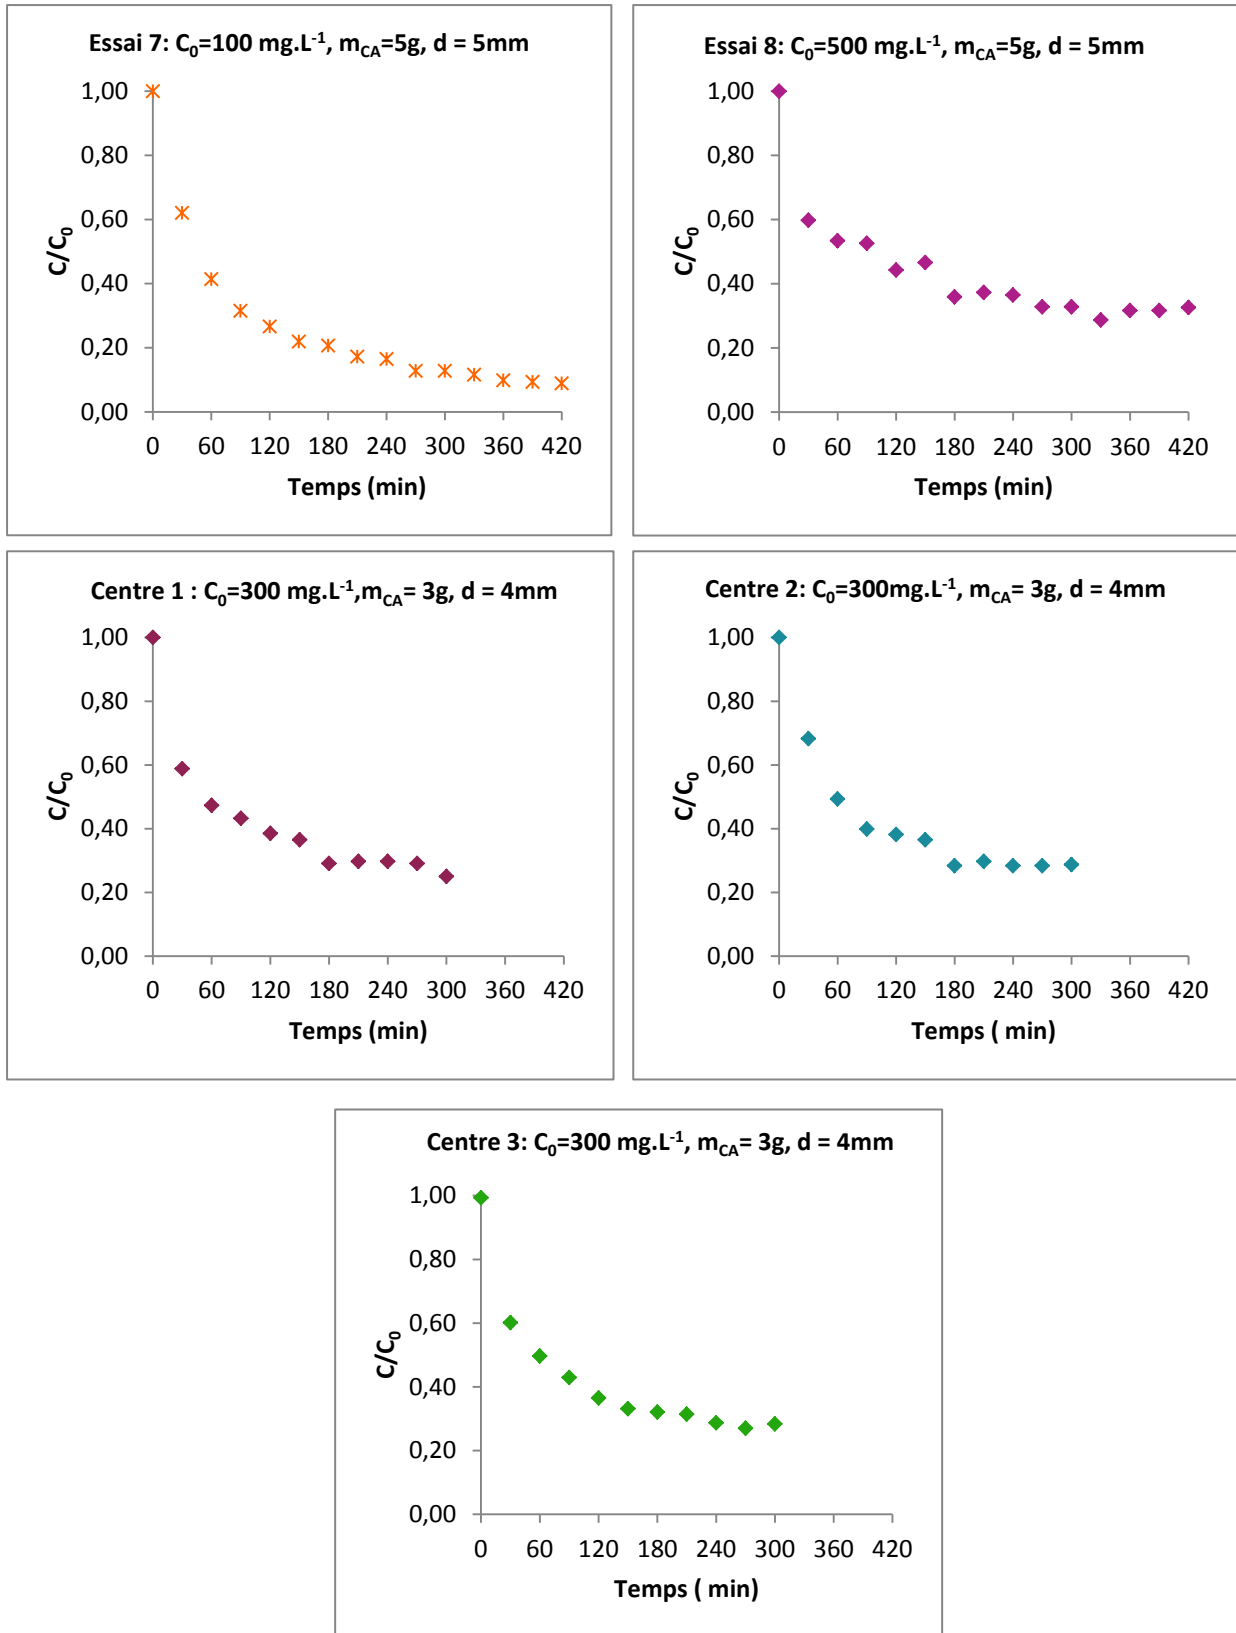 Essai 7: C₀=100 mg.L⁻¹, m_CA=5g, d = 5mm
1,00
0,80
0,60
0,40
0,20
0,00
C/C₀
0 60 120 180 240 300 360 420
Temps (min)
Essai 8: C₀=500 mg.L⁻¹, m_CA=5g, d = 5mm
1,00
0,80
0,60
0,40
0,20
0,00
C/C₀
0 60 120 180 240 300 360 420
Temps (min)
Centre 1 : C₀=300 mg.L⁻¹,m_CA= 3g, d = 4mm
1,00
0,80
0,60
0,40
0,20
0,00
C/C₀
0 60 120 180 240 300 360 420
Temps (min)
Centre 2: C₀=300mg.L⁻¹, m_CA= 3g, d = 4mm
1,00
0,80
0,60
0,40
0,20
0,00
C/C₀
0 60 120 180 240 300 360 420
Temps ( min)
Centre 3: C₀=300 mg.L⁻¹, m_CA= 3g, d = 4mm
1,00
0,80
0,60
0,40
0,20
0,00
C/C₀
0 60 120 180 240 300 360 420
Temps ( min)